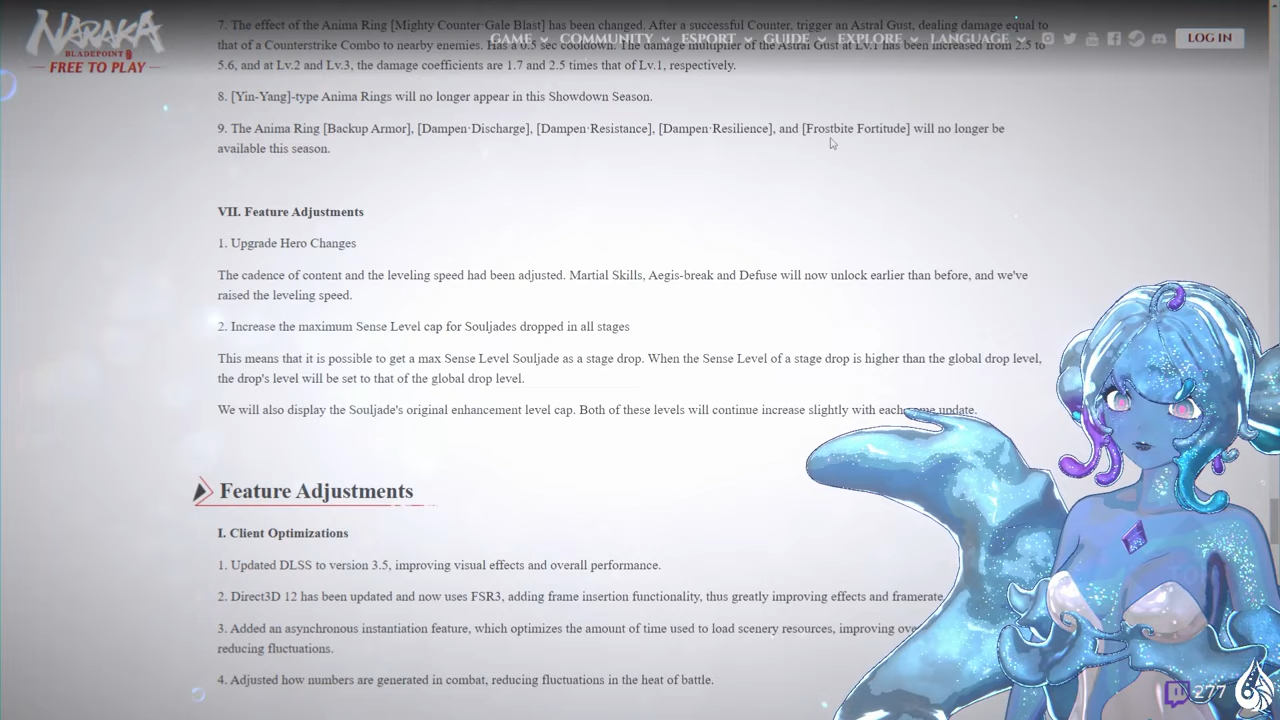 NARAKA
BLADEPOINT
FREE TO PLAY
GAME COMMUNITY ESPORT GUIDE EXPLORE LANGUAGE LOG IN
7. The effect of the Anima Ring [Mighty Counter·Gale Blast] has been changed. After a successful Counter, trigger an Astral Gust, dealing damage equal to
that of a Counterstrike Combo to nearby enemies. Has a 0.5 sec cooldown. The damage multiplier of the Astral Gust at Lv.1 has been increased from 2.5 to
5.6, and at Lv.2 and Lv.3, the damage coefficients are 1.7 and 2.5 times that of Lv.1, respectively.
8. [Yin-Yang]-type Anima Rings will no longer appear in this Showdown Season.
9. The Anima Ring [Backup Armor], [Dampen·Discharge], [Dampen·Resistance], [Dampen·Resilience], and [Frostbite Fortitude] will no longer be
available this season.
VII. Feature Adjustments
1. Upgrade Hero Changes
The cadence of content and the leveling speed had been adjusted. Martial Skills, Aegis-break and Defuse will now unlock earlier than before, and we've
raised the leveling speed.
2. Increase the maximum Sense Level cap for Souljades dropped in all stages
This means that it is possible to get a max Sense Level Souljade as a stage drop. When the Sense Level of a stage drop is higher than the global drop level,
the drop's level will be set to that of the global drop level.
We will also display the Souljade's original enhancement level cap. Both of these levels will continue increase slightly with each update.
Feature Adjustments
I. Client Optimizations
1. Updated DLSS to version 3.5, improving visual effects and overall performance.
2. Direct3D 12 has been updated and now uses FSR3, adding frame insertion functionality, thus greatly improving effects and framerate.
3. Added an asynchronous instantiation feature, which optimizes the amount of time used to load scenery resources, improving
reducing fluctuations.
4. Adjusted how numbers are generated in combat, reducing fluctuations in the heat of battle.
277